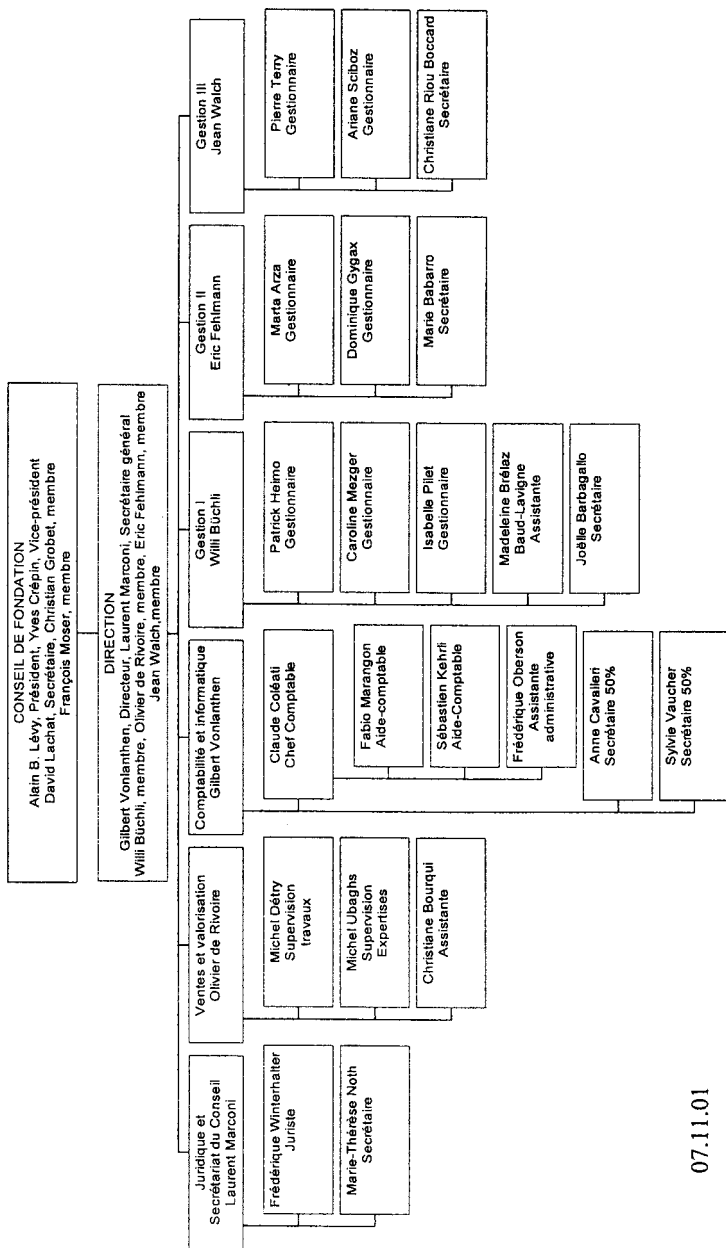 CONSEIL DE FONDATION
Alain B. Lévy, Président, Yves Crépin, Vice-président
David Lachat, Secrétaire, Christian Grobet, membre
François Moser, membre
DIRECTION
Gilbert Vonlanthen, Directeur, Laurent Marconi, Secrétaire général
Willi Büchli, membre, Olivier de Rivoire, membre, Eric Fehlmann, membre
Jean Walch,membre
Juridique et
Secrétariat du Conseil
Laurent Marconi
Frédérique Winterhalter
Juriste
Marie-Thérèse Noth
Secrétaire
Ventes et valorisation
Olivier de Rivoire
Michel Détry
Supervision
travaux
Michel Ubaghs
Supervision
Expertises
Christiane Bourqui
Assistante
Comptabilité et informatique
Gilbert Vonlanthen
Claude Coléati
Chef Comptable
Fabio Marangon
Aide-comptable
Sébastien Kehrli
Aide-Comptable
Frédérique Oberson
Assistante
administrative
Anne Cavalleri
Secrétaire 50%
Sylvie Vaucher
Secrétaire 50%
Gestion I
Willi Büchli
Patrick Heimo
Gestionnaire
Caroline Mezger
Gestionnaire
Isabelle Pilet
Gestionnaire
Madeleine Brélaz
Baud-Lavigne
Assistante
Joëlle Barbagallo
Secrétaire
Gestion II
Eric Fehlmann
Marta Arza
Gestionnaire
Dominique Gygax
Gestionnaire
Marie Babarro
Secrétaire
Gestion III
Jean Walch
Pierre Terry
Gestionnaire
Ariane Sciboz
Gestionnaire
Christiane Riou Boccard
Secrétaire
07.11.01